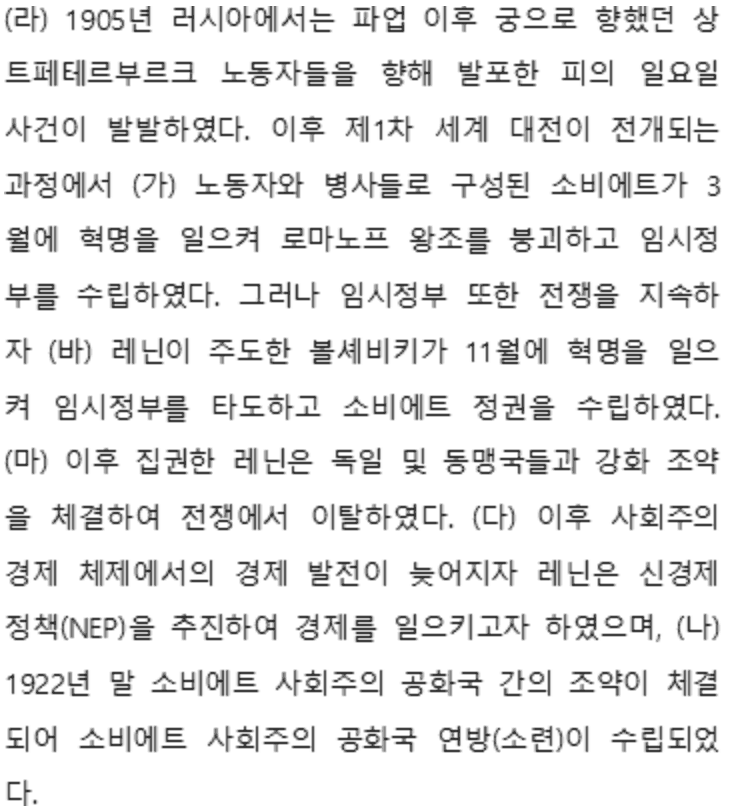 (라) 1905년 러시아에서는 파업 이후 궁으로 향했던 상
트페테르부르크 노동자들을 향해 발포한 피의 일요일
사건이 발발하였다. 이후 제1차 세계 대전이 전개되는
과정에서 (가) 노동자와 병사들로 구성된 소비에트가 3
월에 혁명을 일으켜 로마노프 왕조를 붕괴하고 임시정
부를 수립하였다. 그러나 임시정부 또한 전쟁을 지속하
자 (바) 레닌이 주도한 볼셰비키가 11월에 혁명을 일으
켜 임시정부를 타도하고 소비에트 정권을 수립하였다.
(마) 이후 집권한 레닌은 독일 및 동맹국들과 강화 조약
을 체결하여 전쟁에서 이탈하였다. (다) 이후 사회주의
경제 체제에서의 경제 발전이 늦어지자 레닌은 신경제
정책(NEP)을 추진하여 경제를 일으키고자 하였으며, (나)
1922년 말 소비에트 사회주의 공화국 간의 조약이 체결
되어 소비에트 사회주의 공화국 연방(소련)이 수립되었
다.